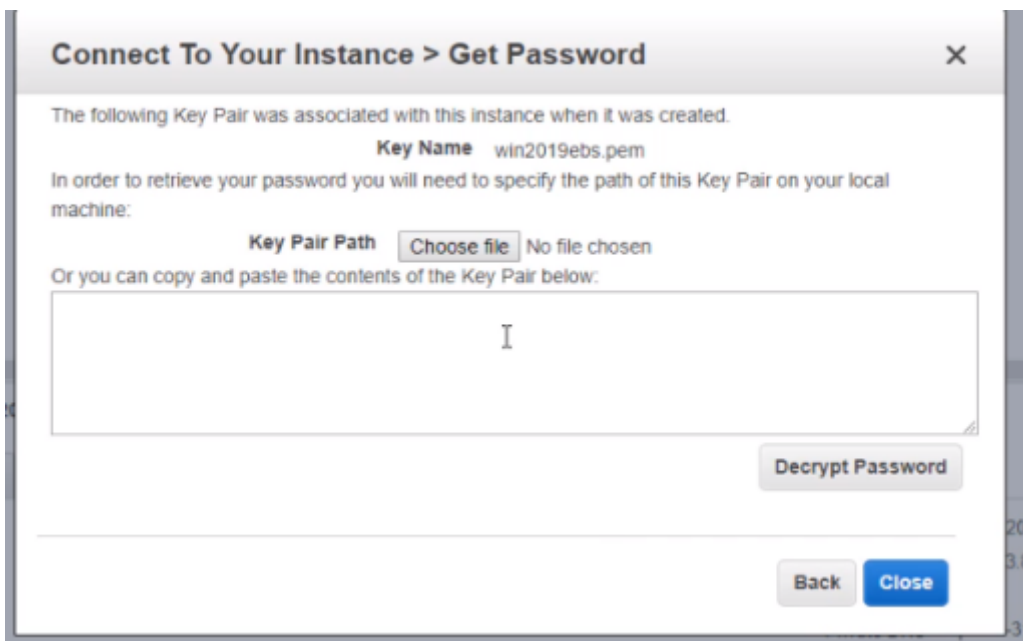 Connect To Your Instance > Get Password
The following Key Pair was associated with this instance when it was created.
Key Name win2019ebs.pem
In order to retrieve your password you will need to specify the path of this Key Pair on your local
machine:
Key Pair Path Choose file No file chosen
Or you can copy and paste the contents of the Key Pair below:
Decrypt Password
Back Close